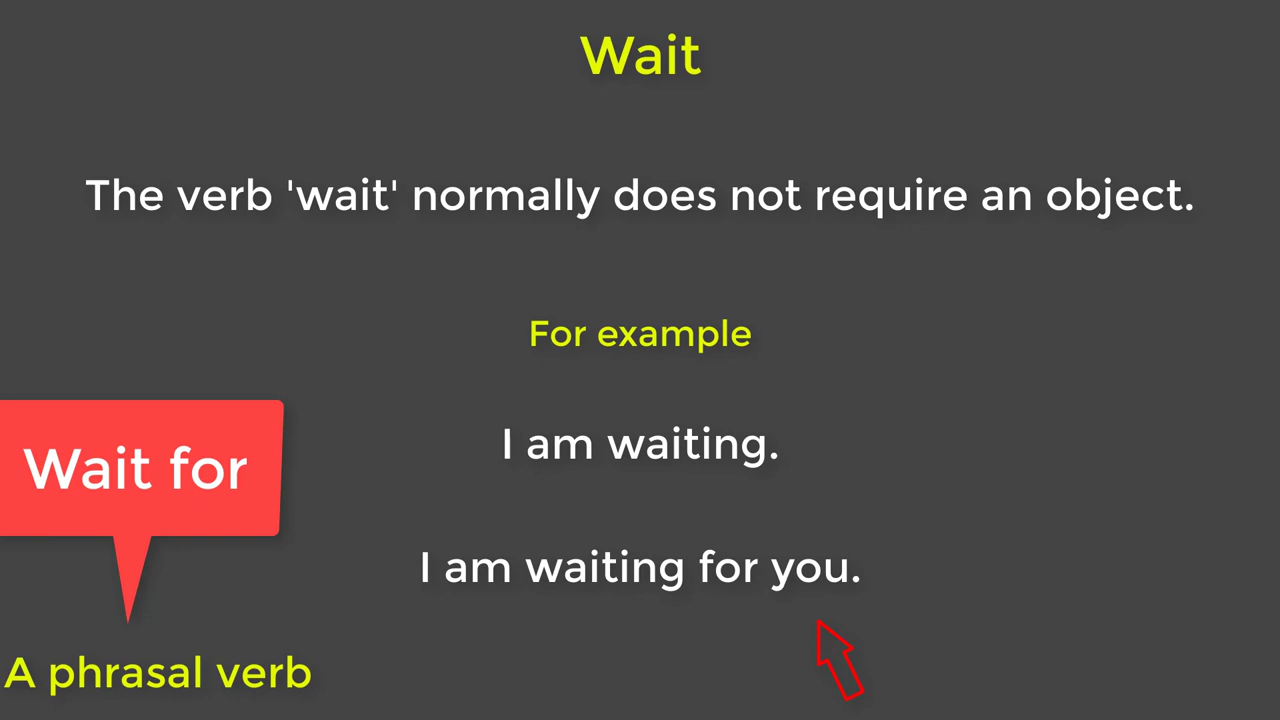 Wait
The verb 'wait' normally does not require an object.
For example
I am waiting.
Wait for
I am waiting for you.
A phrasal verb